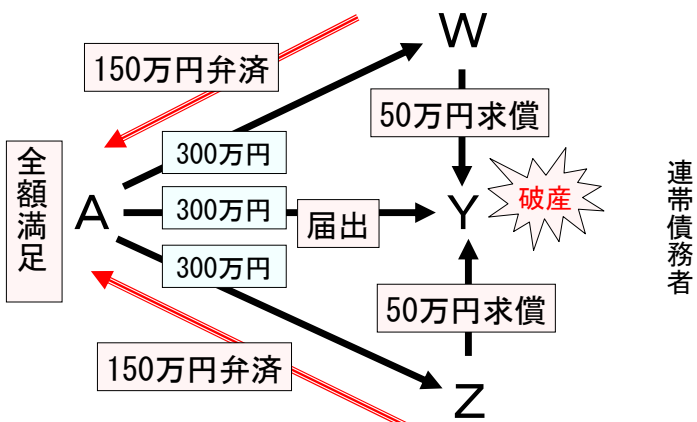 W
150万円弁済
50万円求償
全額満足
300万円
A
300万円
届出
Y
破産
連帯債務者
300万円
50万円求償
150万円弁済
Z